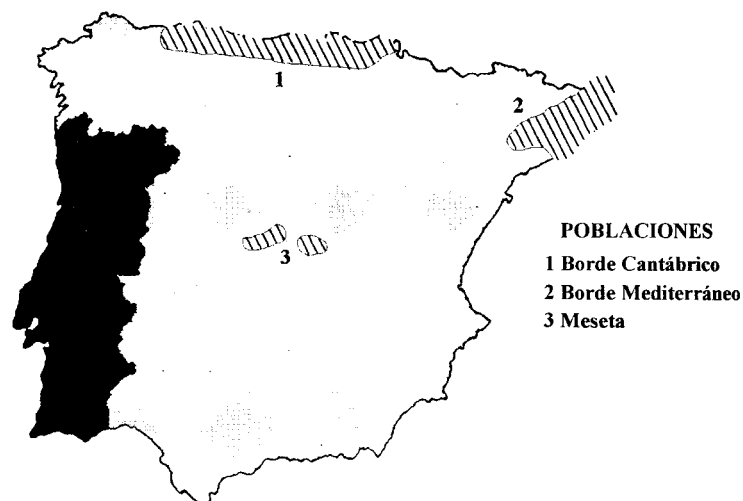 1
2
3
POBLACIONES
1 Borde Cantábrico
2 Borde Mediterráneo
3 Meseta